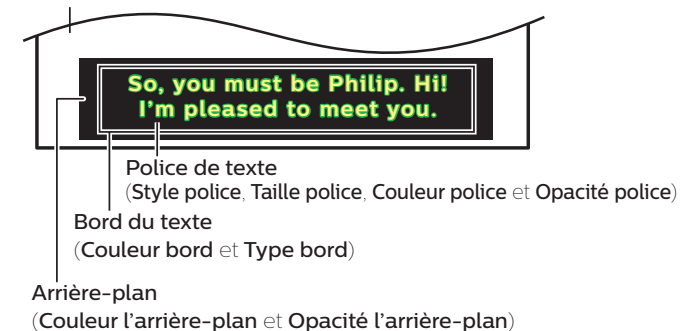 So, you must be Philip. Hi!
I'm pleased to meet you.
Police de texte
(Style police, Taille police, Couleur police et Opacité police)
Bord du texte
(Couleur bord et Type bord)
Arrière-plan
(Couleur l'arrière-plan et Opacité l'arrière-plan)